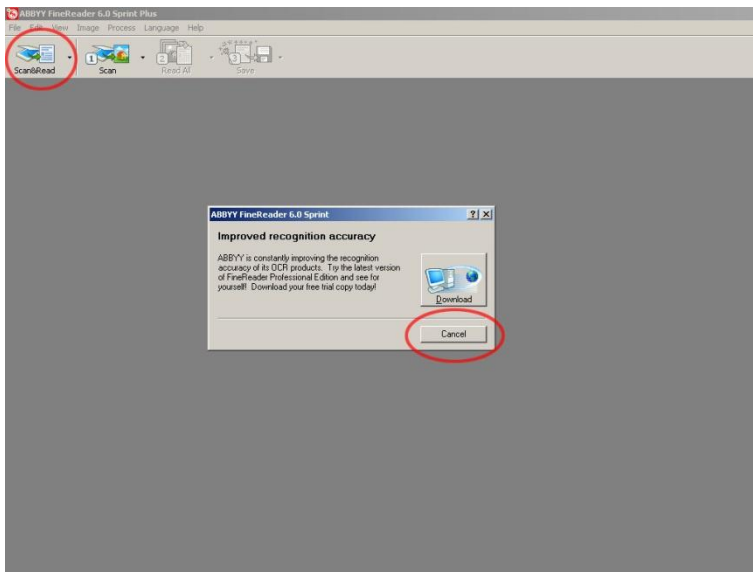 ABBYY FineReader 6.0 Sprint Plus
File Edit View Image Process Language Help
Scan&Read
1
Scan
2
Read All
3
Save
ABBYY FineReader 6.0 Sprint
Improved recognition accuracy
ABBYY is constantly improving the recognition
accuracy of its OCR products. Try the latest version
of FineReader Professional Edition and see for
yourself! Download your free trial copy today!
Download
Cancel